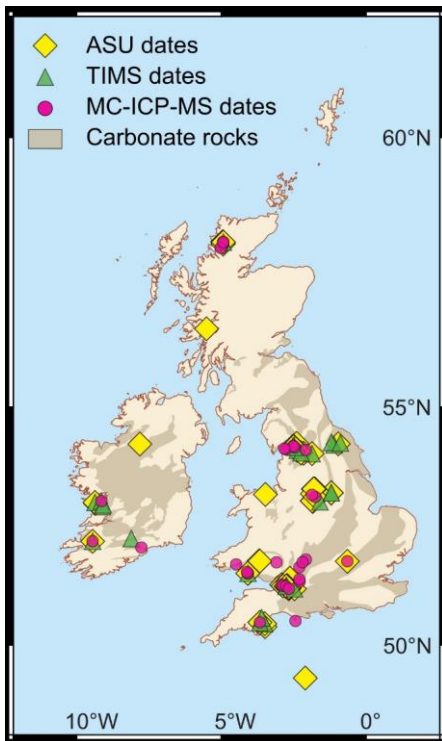 ASU dates
TIMS dates
MC-ICP-MS dates
Carbonate rocks
60°N
55°N
50°N
10°W 5°W 0°